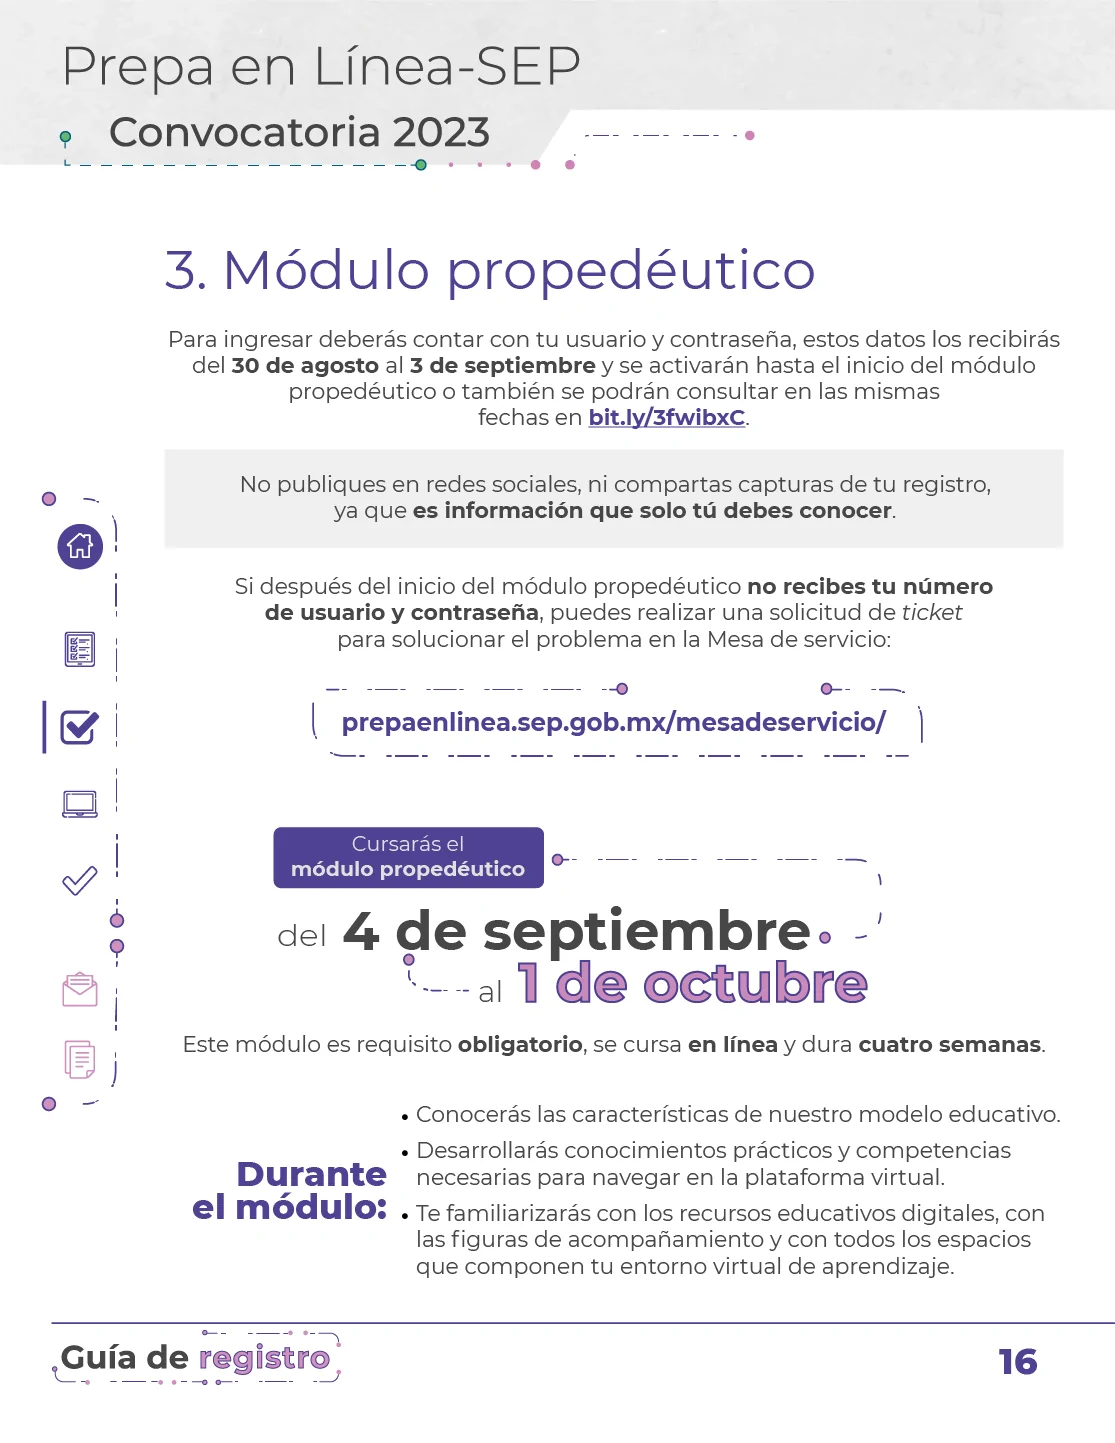 Prepa en Línea-SEP
Convocatoria 2023
3. Módulo propedéutico
Para ingresar deberás contar con tu usuario y contraseña, estos datos los recibirás
del 30 de agosto al 3 de septiembre y se activarán hasta el inicio del módulo
propedéutico o también se podrán consultar en las mismas
fechas en bit.ly/3fwibxC.
No publiques en redes sociales, ni compartas capturas de tu registro,
ya que es información que solo tú debes conocer.
Si después del inicio del módulo propedéutico no recibes tu número
de usuario y contraseña, puedes realizar una solicitud de ticket
para solucionar el problema en la Mesa de servicio:
prepaenlinea.sep.gob.mx/mesadeservicio/
Cursarás el
módulo propedéutico
del 4 de septiembre
al 1 de octubre
Este módulo es requisito obligatorio, se cursa en línea y dura cuatro semanas.
Durante
el módulo:
• Conocerás las características de nuestro modelo educativo.
• Desarrollarás conocimientos prácticos y competencias
necesarias para navegar en la plataforma virtual.
• Te familiarizarás con los recursos educativos digitales, con
las figuras de acompañamiento y con todos los espacios
que componen tu entorno virtual de aprendizaje.
Guía de registro
16